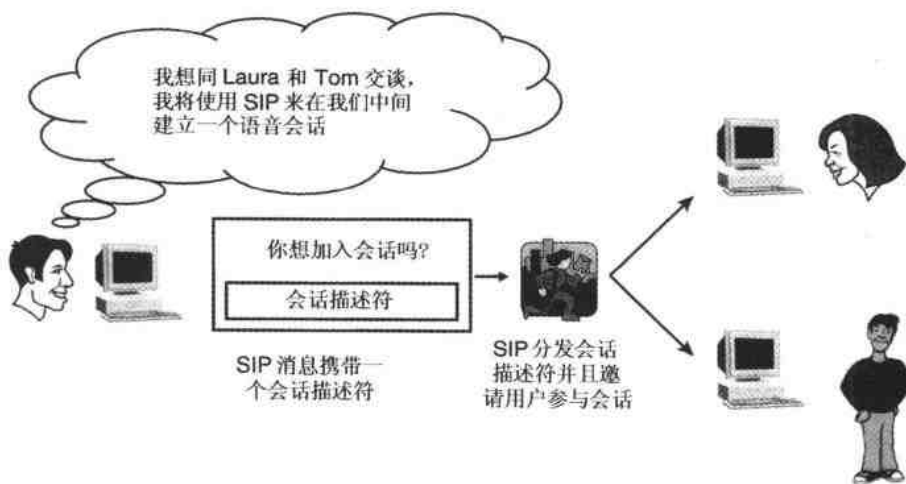 我想同 Laura 和 Tom 交谈,
我将使用 SIP 来在我们中间
建立一个语音会话
你想加入会话吗?
会话描述符
SIP 消息携带一
个会话描述符
SIP 分发会话
描述符并且邀
请用户参与会话